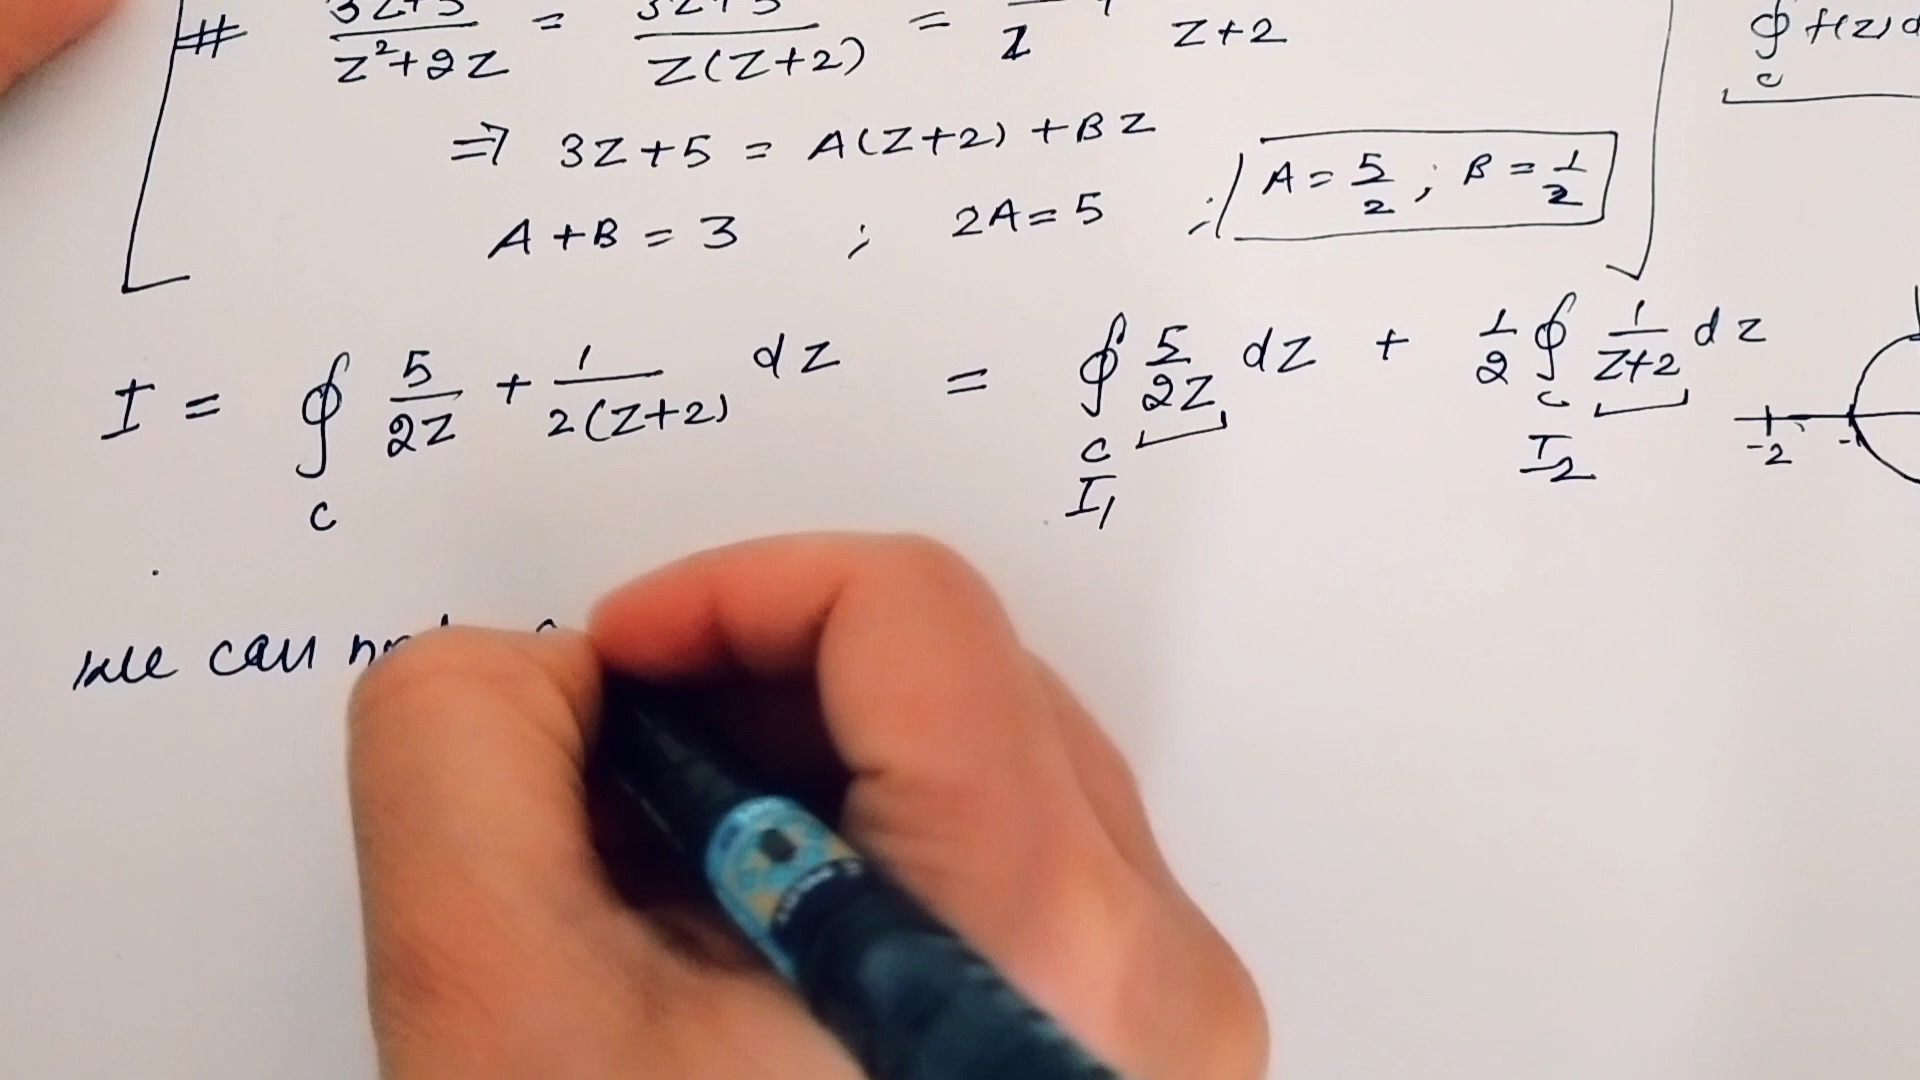 # 3z+5/z²+2z = 3z+5/z(z+2) = /z + /z+2
∮c f(z)d
⇒ 3z+5 = A(z+2) + Bz
A+B = 3 ; 2A=5 ; A = 5/2 ; B = 1/2
I = ∮c 5/2z + 1/2(z+2) dz = ∮c 5/2z dz + 1/2 ∮c 1/z+2 dz
I1 I2
-2 -1
we can